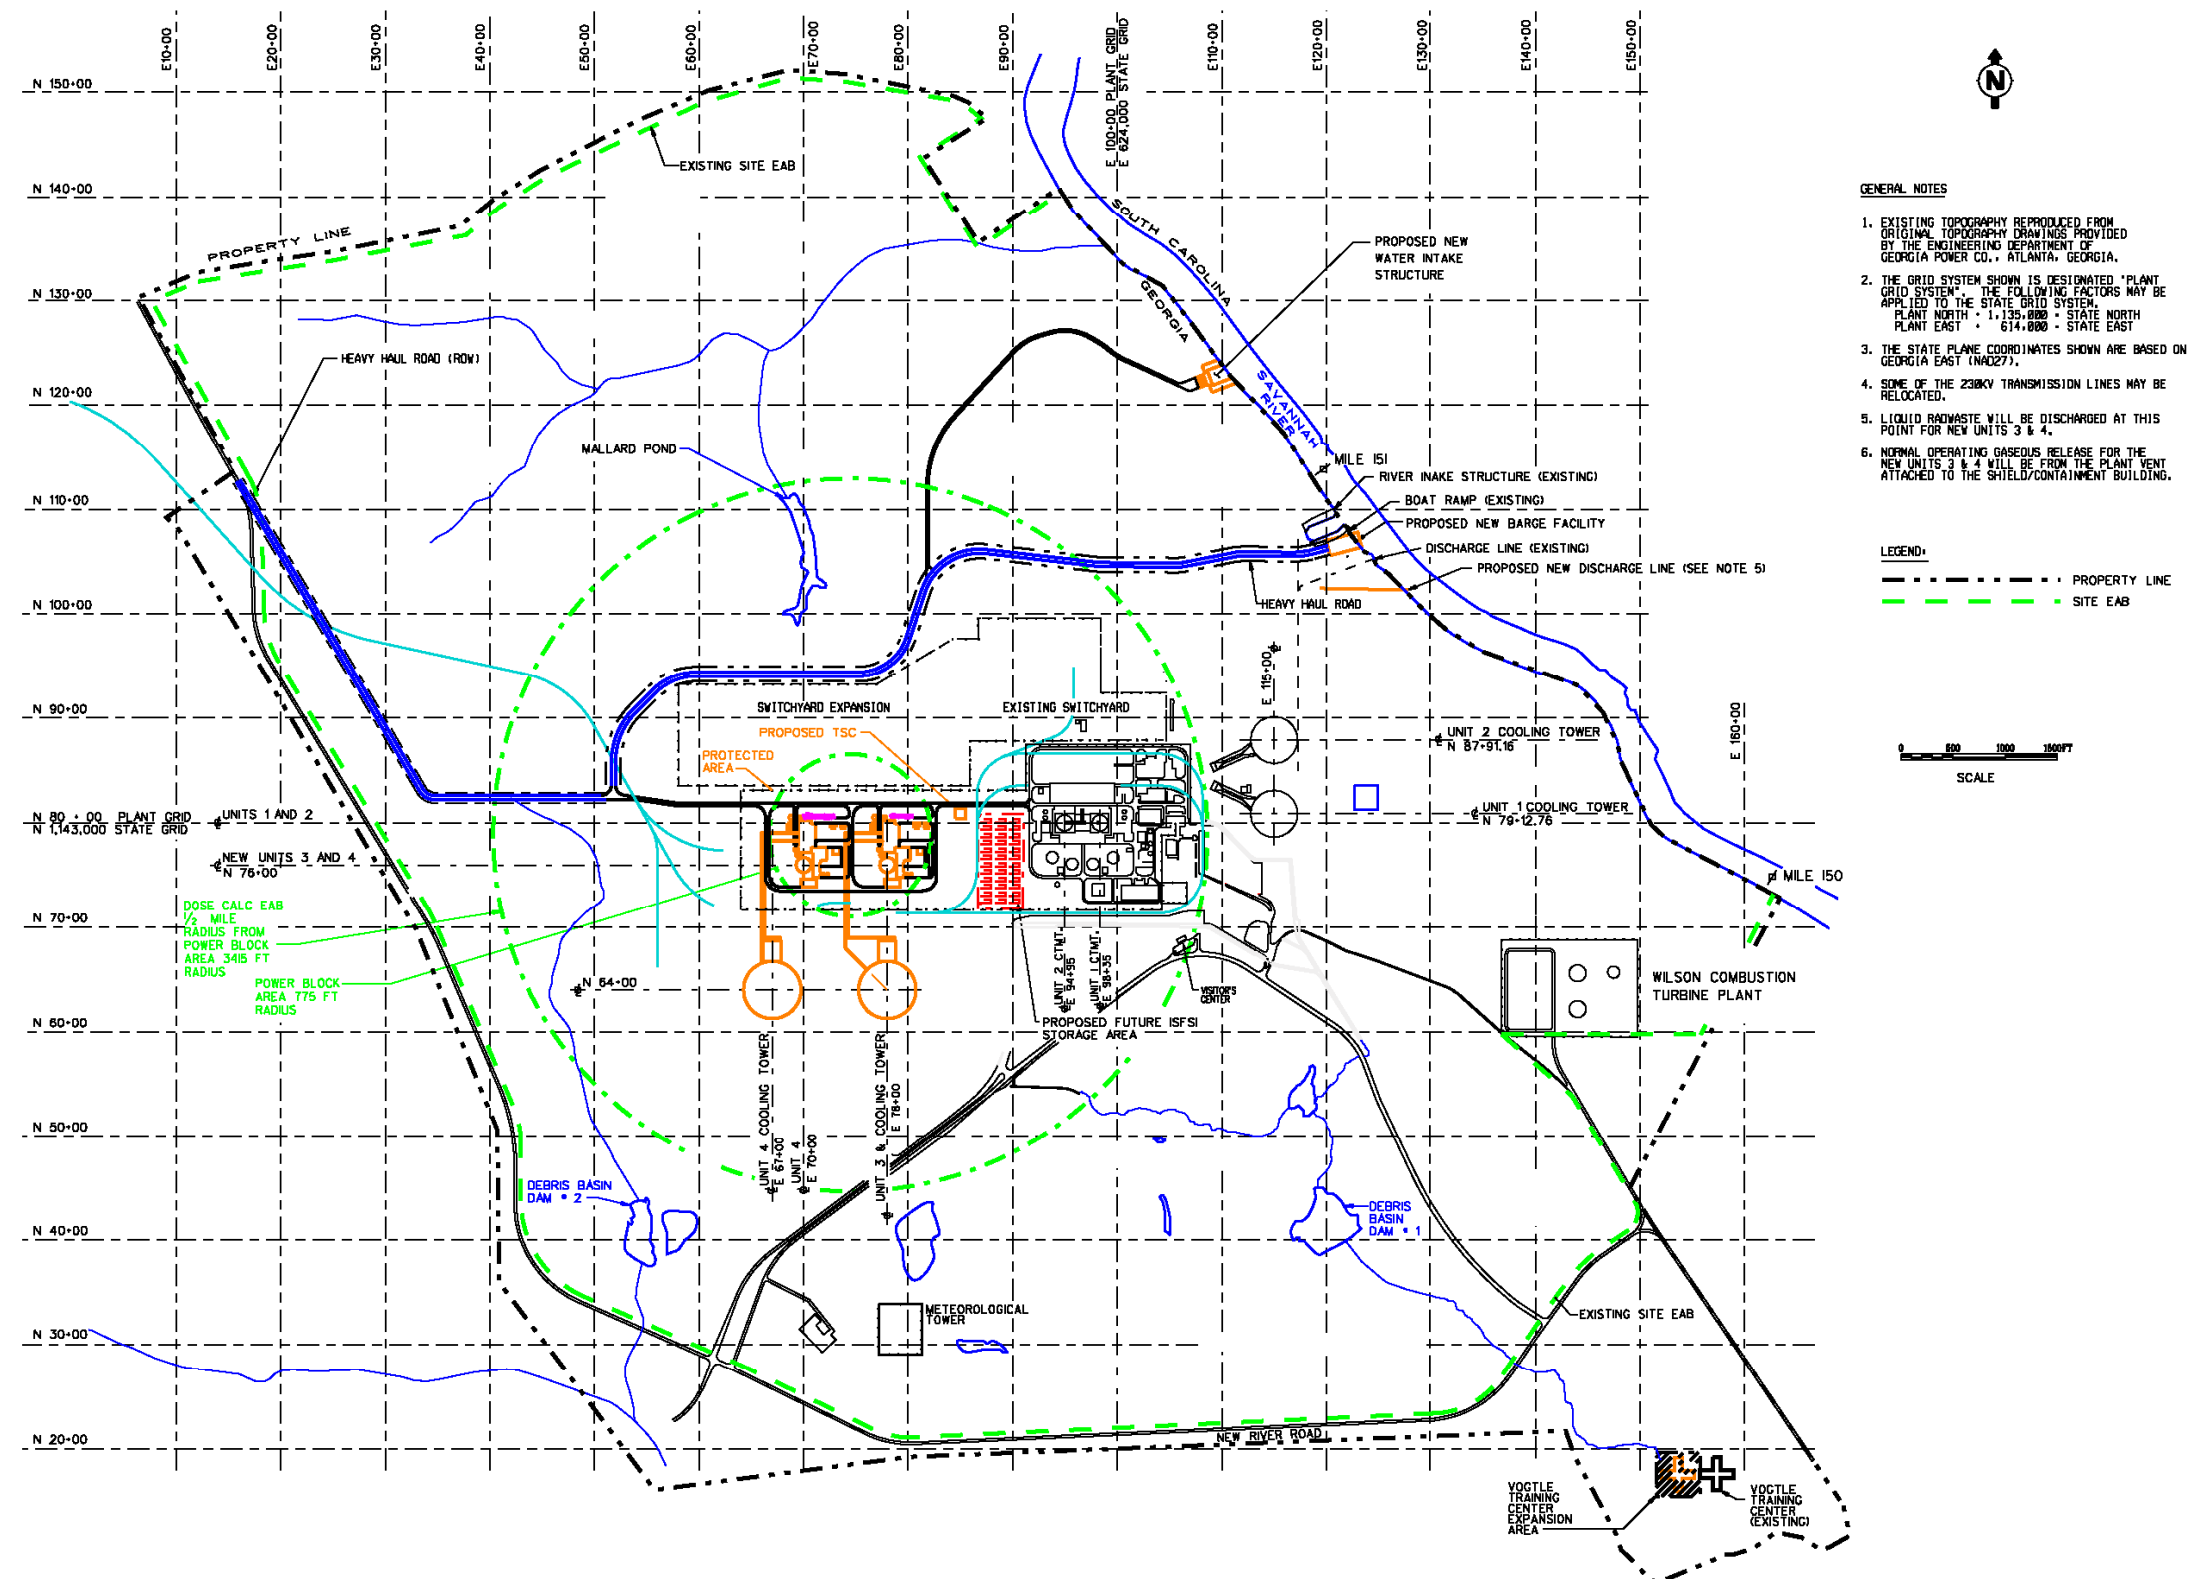 E10+00
E20+00
E30+00
E40+00
E50+00
E60+00
E70+00
E80+00
E90+00
E 100+00 PLANT GRID
E 624,000 STATE GRID
E110+00
E120+00
E130+00
E140+00
E150+00
N
N 150+00
EXISTING SITE EAB
N 140+00
PROPERTY LINE
SOUTH CAROLINA
GEORGIA
PROPOSED NEW
WATER INTAKE
STRUCTURE
N 130+00
HEAVY HAUL ROAD (ROW)
N 120+00
SAVANNAH
RIVER
MALLARD POND
MILE 151
RIVER INAKE STRUCTURE (EXISTING)
BOAT RAMP (EXISTING)
N 110+00
PROPOSED NEW BARGE FACILITY
DISCHARGE LINE (EXISTING)
PROPOSED NEW DISCHARGE LINE (SEE NOTE 5)
HEAVY HAUL ROAD
N 100+00
E 115+00
N 90+00
SWITCHYARD EXPANSION
EXISTING SWITCHYARD
PROPOSED TSC
PROTECTED
AREA
UNIT 2 COOLING TOWER
N 87+91.16
E 160+00
UNIT 1 COOLING TOWER
N 79+12.76
N 80 + 00 PLANT GRID
N 1,143,000 STATE GRID
UNITS 1 AND 2
NEW UNITS 3 AND 4
N 76+00
MILE 150
DOSE CALC EAB
½ MILE
RADIUS FROM
POWER BLOCK
AREA 3415 FT
RADIUS
N 70+00
POWER BLOCK
AREA 775 FT
RADIUS
N 64+00
UNIT 2 CTMT
E 94+95
UNIT 1 CTMT
E 98+35
VISITOR'S
CENTER
WILSON COMBUSTION
TURBINE PLANT
PROPOSED FUTURE ISFSI
STORAGE AREA
N 60+00
UNIT 4 COOLING TOWER
E 67+00
UNIT 4
E 70+00
UNIT 3 & COOLING TOWER
E 78+00
N 50+00
DEBRIS BASIN
DAM # 2
DEBRIS
BASIN
DAM # 1
N 40+00
METEOROLOGICAL
TOWER
EXISTING SITE EAB
N 30+00
NEW RIVER ROAD
N 20+00
VOGTLE
TRAINING
CENTER
EXPANSION
AREA
VOGTLE
TRAINING
CENTER
(EXISTING)
GENERAL NOTES
1. EXISTING TOPOGRAPHY REPRODUCED FROM
ORIGINAL TOPOGRAPHY DRAWINGS PROVIDED
BY THE ENGINEERING DEPARTMENT OF
GEORGIA POWER CO., ATLANTA, GEORGIA.
2. THE GRID SYSTEM SHOWN IS DESIGNATED "PLANT
GRID SYSTEM". THE FOLLOWING FACTORS MAY BE
APPLIED TO THE STATE GRID SYSTEM.
PLANT NORTH + 1,135,000 = STATE NORTH
PLANT EAST + 614,000 = STATE EAST
3. THE STATE PLANE COORDINATES SHOWN ARE BASED ON
GEORGIA EAST (NAD27).
4. SOME OF THE 230KV TRANSMISSION LINES MAY BE
RELOCATED.
5. LIQUID RADWASTE WILL BE DISCHARGED AT THIS
POINT FOR NEW UNITS 3 & 4.
6. NORMAL OPERATING GASEOUS RELEASE FOR THE
NEW UNITS 3 & 4 WILL BE FROM THE PLANT VENT
ATTACHED TO THE SHIELD/CONTAINMENT BUILDING.
LEGEND:
PROPERTY LINE
SITE EAB
0 500 1000 1500FT
SCALE